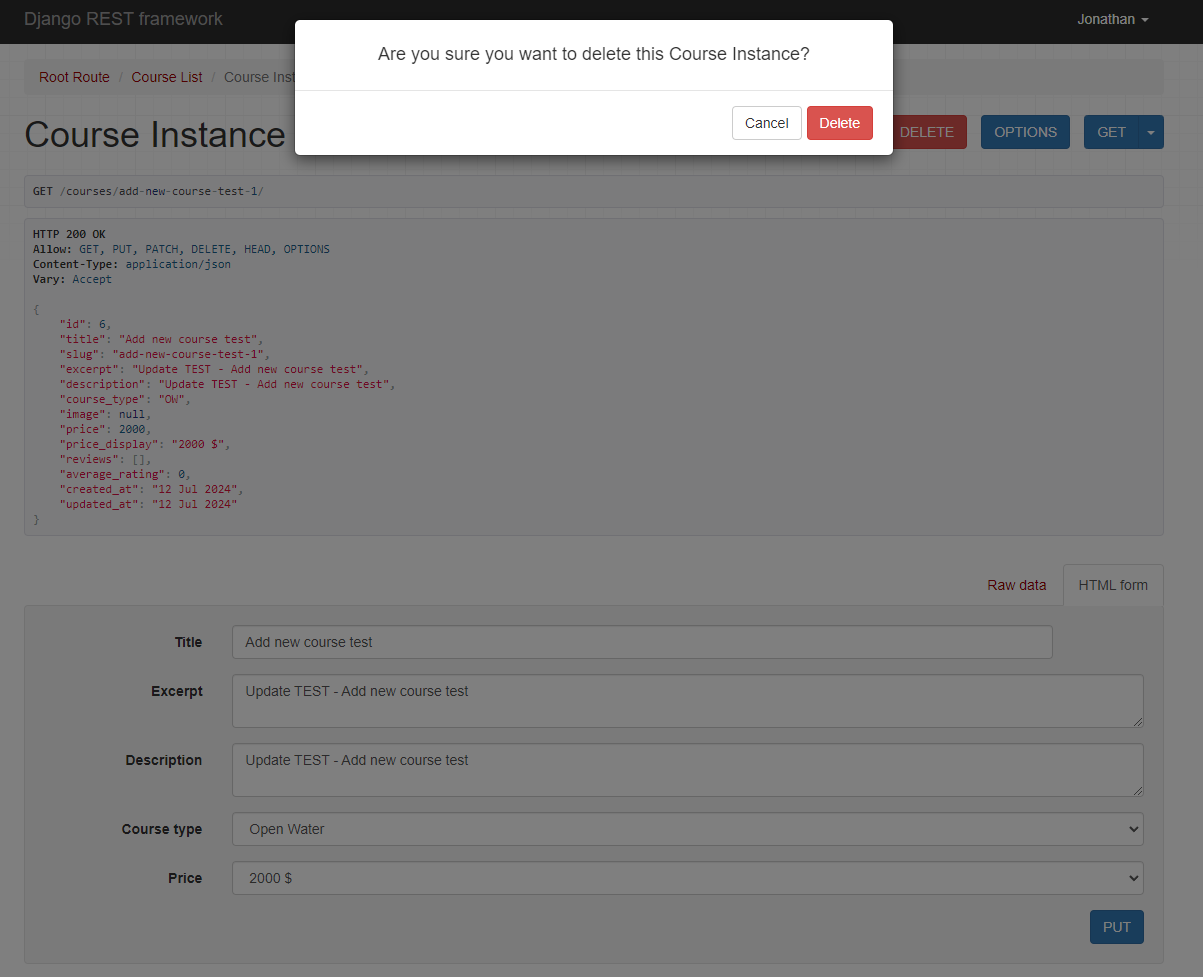 Django REST framework
Jonathan
Are you sure you want to delete this Course Instance?
Cancel
Delete
Root Route / Course List / Course Inst
Course Instance
DELETE
OPTIONS
GET
GET /courses/add-new-course-test-1/
HTTP 200 OK
Allow: GET, PUT, PATCH, DELETE, HEAD, OPTIONS
Content-Type: application/json
Vary: Accept
{
"id": 6,
"title": "Add new course test",
"slug": "add-new-course-test-1",
"excerpt": "Update TEST - Add new course test",
"description": "Update TEST - Add new course test",
"course_type": "OW",
"image": null,
"price": 2000,
"price_display": "2000 $",
"reviews": [],
"average_rating": 0,
"created_at": "12 Jul 2024",
"updated_at": "12 Jul 2024"
}
Raw data
HTML form
Title
Add new course test
Excerpt
Update TEST - Add new course test
Description
Update TEST - Add new course test
Course type
Open Water
Price
2000 $
PUT